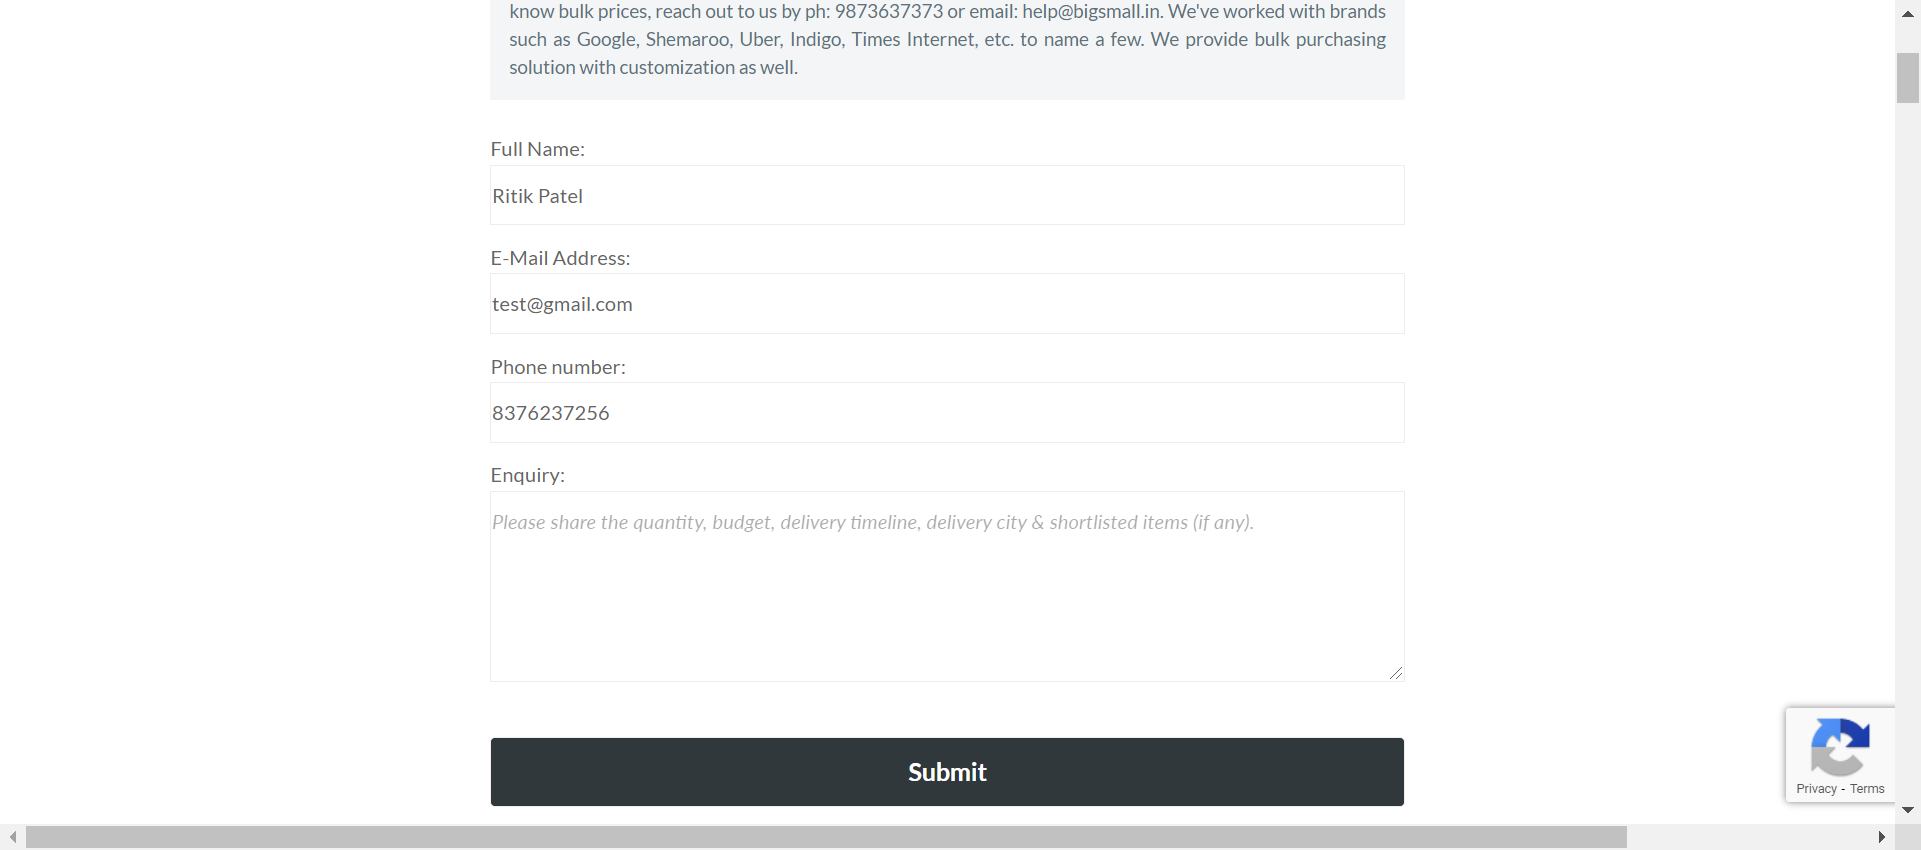 know bulk prices, reach out to us by ph: 9873637373 or email: help@bigsmall.in. We've worked with brands
such as Google, Shemaroo, Uber, Indigo, Times Internet, etc. to name a few. We provide bulk purchasing
solution with customization as well.
Full Name:
Ritik Patel
E-Mail Address:
test@gmail.com
Phone number:
8376237256
Enquiry:
Please share the quantity, budget, delivery timeline, delivery city & shortlisted items (if any).
Submit
Privacy - Terms